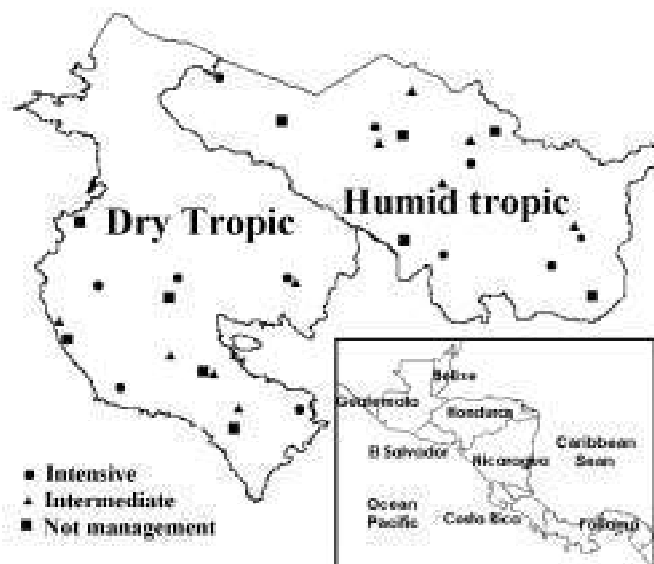 Dry Tropic
Humid tropic
Intensive
Intermediate
Not management
Belize
Guatemala
Honduras
El Salvador
Nicaragua
Caribbean
Sean
Ocean
Pacific
Costa Rica
Panama